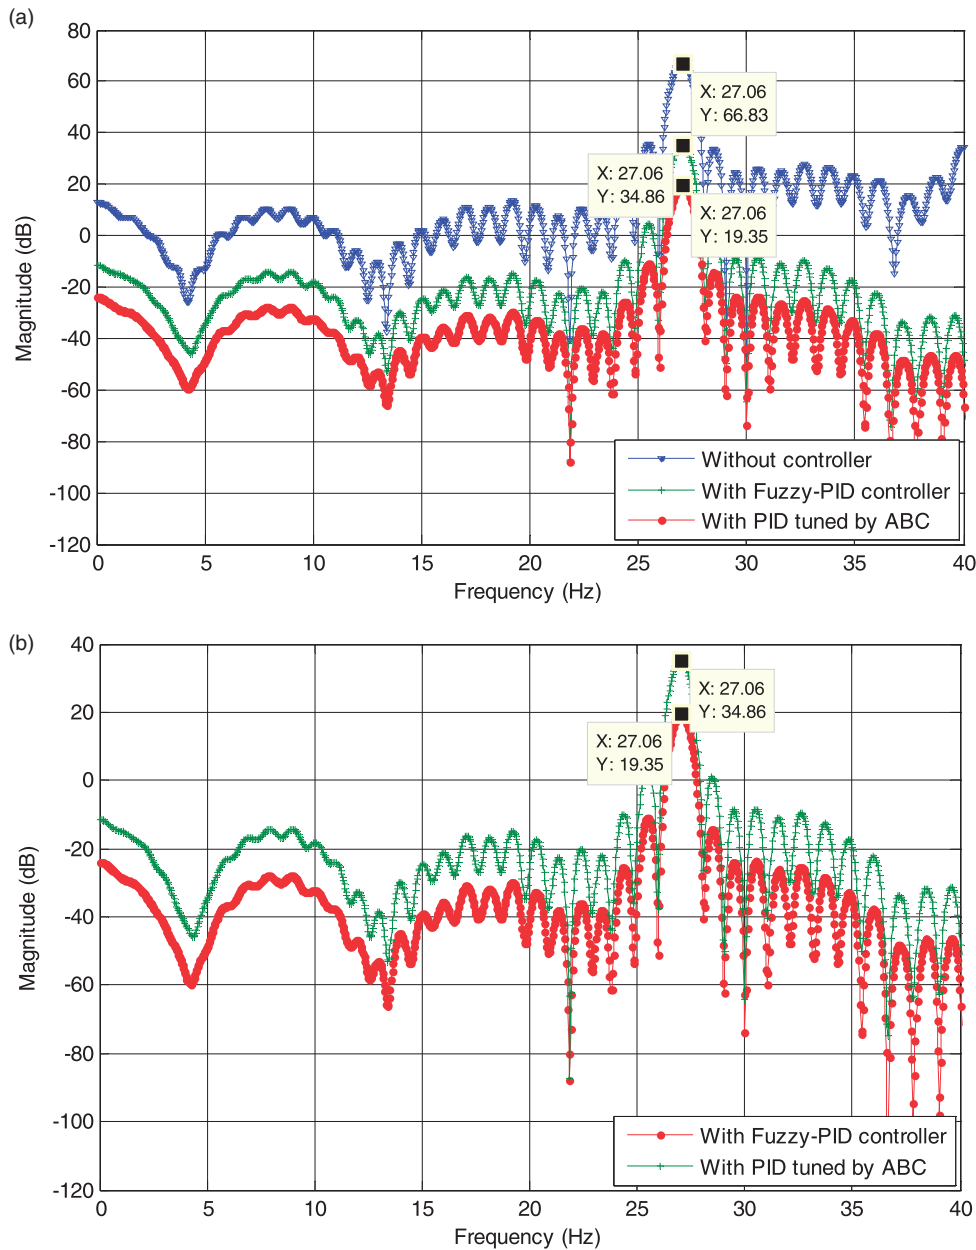 (a)
80
60
40
20
0
-20
-40
-60
-80
-100
-120
Magnitude (dB)
X: 27.06
Y: 66.83
X: 27.06
Y: 34.86
X: 27.06
Y: 19.35
Without controller
With Fuzzy-PID controller
With PID tuned by ABC
0 5 10 15 20 25 30 35 40
Frequency (Hz)
(b)
40
20
0
-20
-40
-60
-80
-100
-120
Magnitude (dB)
X: 27.06
Y: 34.86
X: 27.06
Y: 19.35
With Fuzzy-PID controller
With PID tuned by ABC
0 5 10 15 20 25 30 35 40
Frequency (Hz)